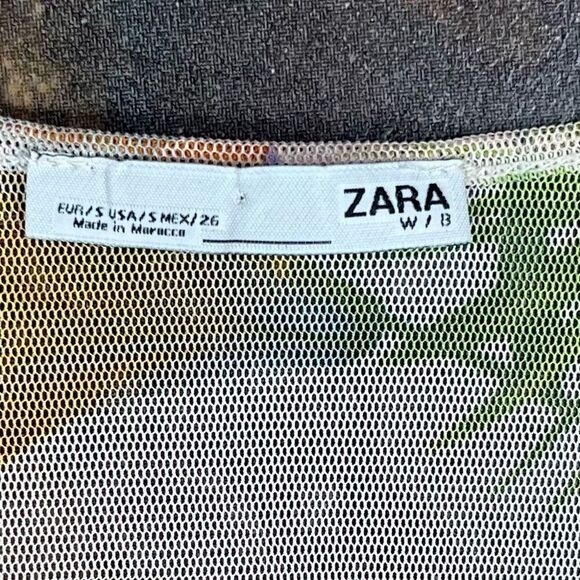 ZARA
W / B
EUR/S USA/S MEX/26
Made in Morocco